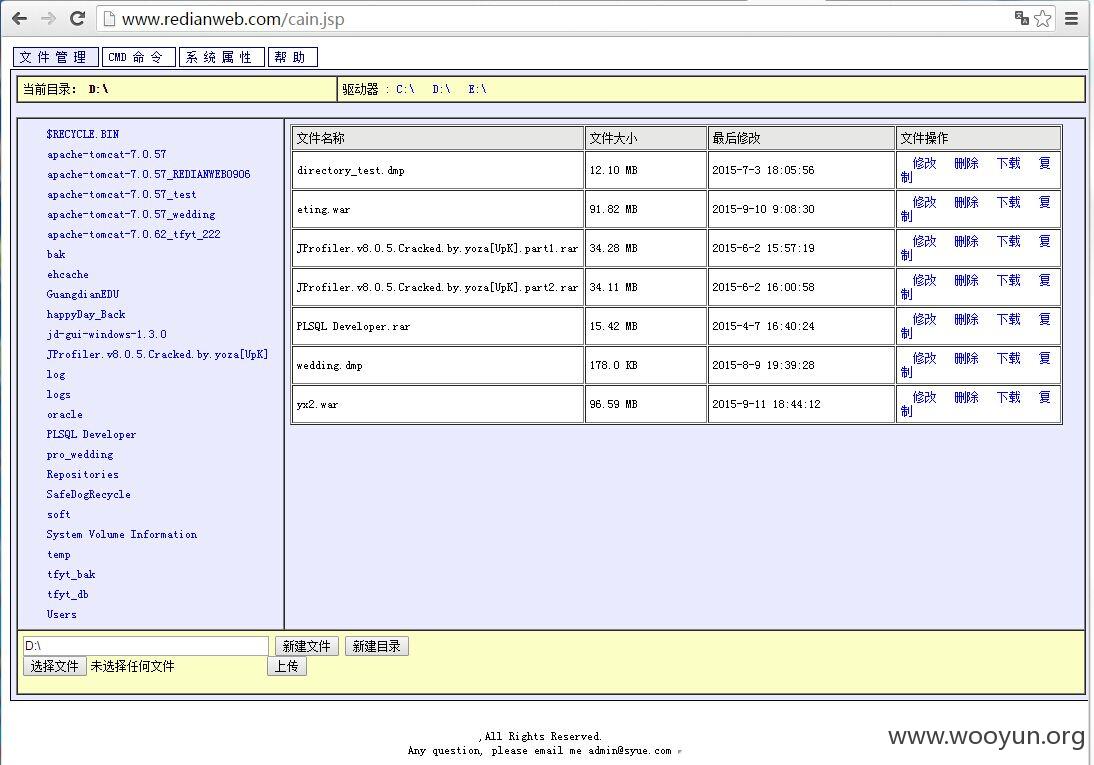 www.redianweb.com/cain.jsp
文件管理 CMD命令 系统属性 帮助
当前目录： D:\ 驱动器 : C:\ D:\ E:\
$RECYCLE.BIN
apache-tomcat-7.0.57
apache-tomcat-7.0.57_REDIANWEB0906
apache-tomcat-7.0.57_test
apache-tomcat-7.0.57_wedding
apache-tomcat-7.0.62_tfyt_222
bak
ehcache
GuangdianEDU
happyDay_Back
jd-gui-windows-1.3.0
JProfiler.v8.0.5.Cracked.by.yoza[UpK]
log
logs
oracle
PLSQL Developer
pro_wedding
Repositories
SafeDogRecycle
soft
System Volume Information
temp
tfyt_bak
tfyt_db
Users
文件名称 文件大小 最后修改 文件操作
directory_test.dmp 12.10 MB 2015-7-3 18:05:56 修改 删除 下载 复制
eting.war 91.82 MB 2015-9-10 9:08:30 修改 删除 下载 复制
JProfiler.v8.0.5.Cracked.by.yoza[UpK].part1.rar 34.28 MB 2015-6-2 15:57:19 修改 删除 下载 复制
JProfiler.v8.0.5.Cracked.by.yoza[UpK].part2.rar 34.11 MB 2015-6-2 16:00:58 修改 删除 下载 复制
PLSQL Developer.rar 15.42 MB 2015-4-7 16:40:24 修改 删除 下载 复制
wedding.dmp 178.0 KB 2015-8-9 19:39:28 修改 删除 下载 复制
yx2.war 96.59 MB 2015-9-11 18:44:12 修改 删除 下载 复制
D:\ 新建文件 新建目录
选择文件 未选择任何文件 上传
,All Rights Reserved.
Any question, please email me admin@syue.com
www.wooyun.org